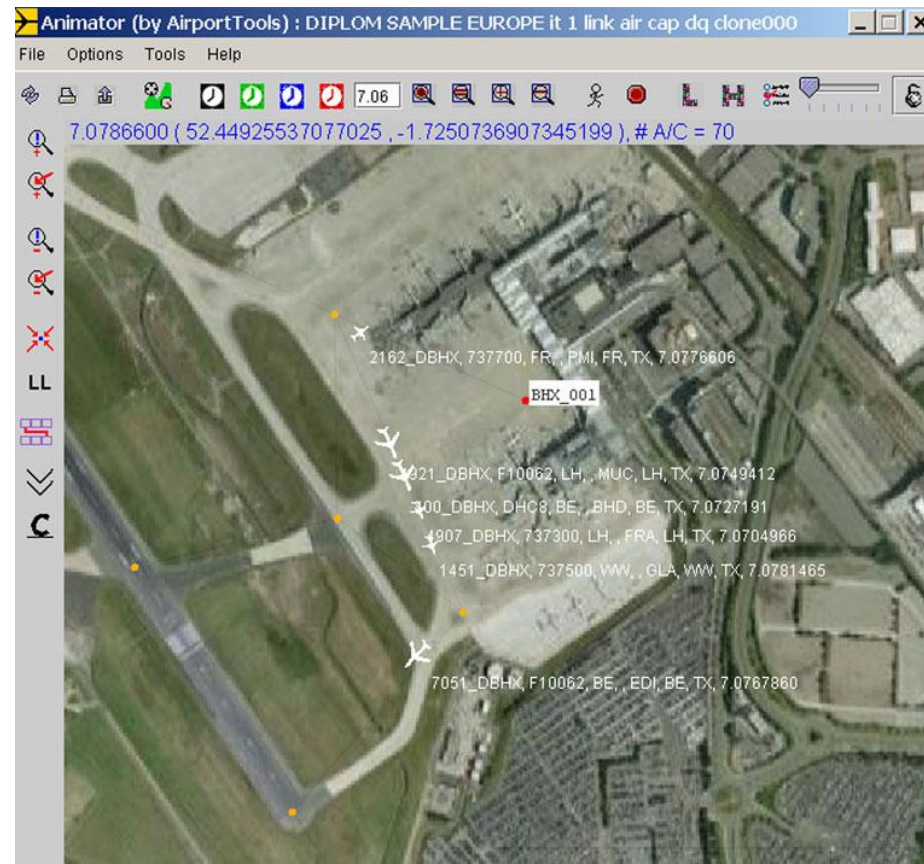 Animator (by AirportTools) : DIPLOM SAMPLE EUROPE it 1 link air cap dq clone000
File Options Tools Help
7.06 L H
7.0786600 ( 52.44925537077025 , -1.7250736907345199 ), # A/C = 70
2162_DBHX, 737700, FR, , PMI, FR, TX, 7.0776606
BHX_001
321_DBHX, F10062, LH, , MUC, LH, TX, 7.0749412
LL
400_DBHX, DHC8, BE, , BHD, BE, TX, 7.0727191
4907_DBHX, 737300, LH, , FRA, LH, TX, 7.0704966
C
1451_DBHX, 737500, WW, , GLA, WW, TX, 7.0781465
7051_DBHX, F10062, BE, , EDI, BE, TX, 7.0767860